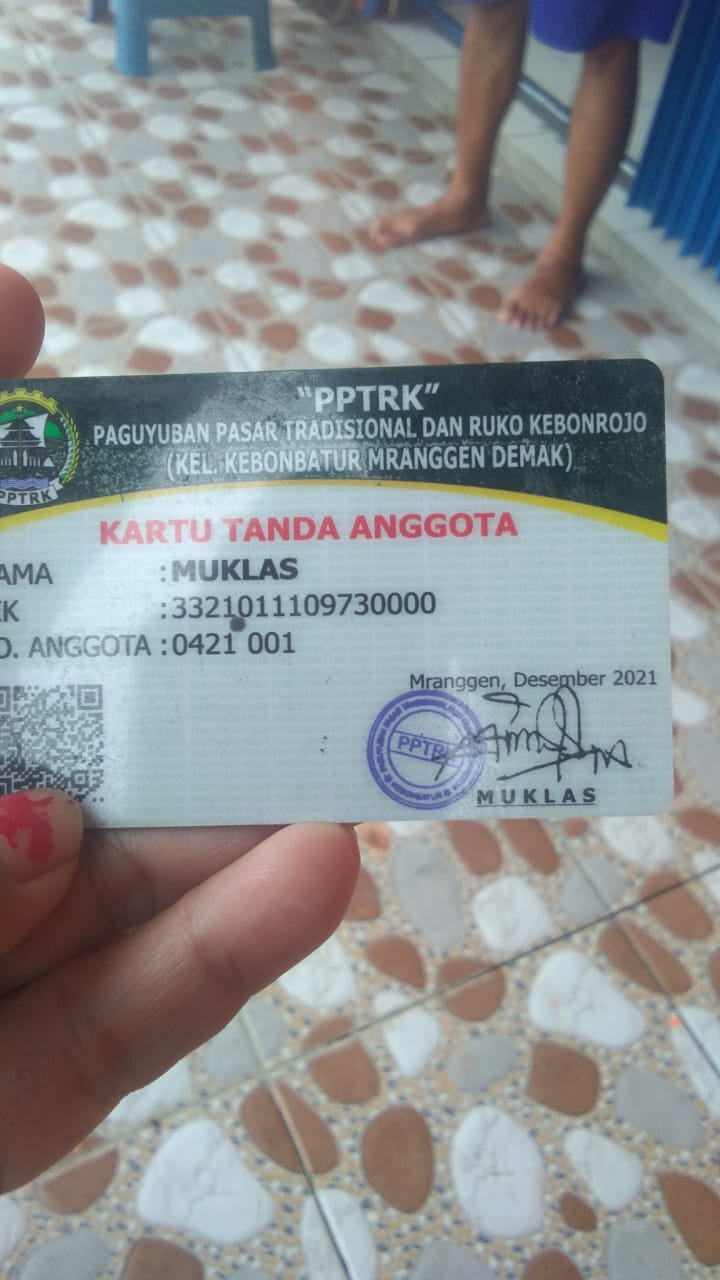 "PPTRK"
PAGUYUBAN PASAR TRADISIONAL DAN RUKO KEBONROJO
(KEL. KEBONBATUR MRANGGEN DEMAK)
PPTRK
KARTU TANDA ANGGOTA
AMA : MUKLAS
IK : 3321011109730000
O. ANGGOTA : 0421 001
Mranggen, Desember 2021
PPTRK
MUKLAS